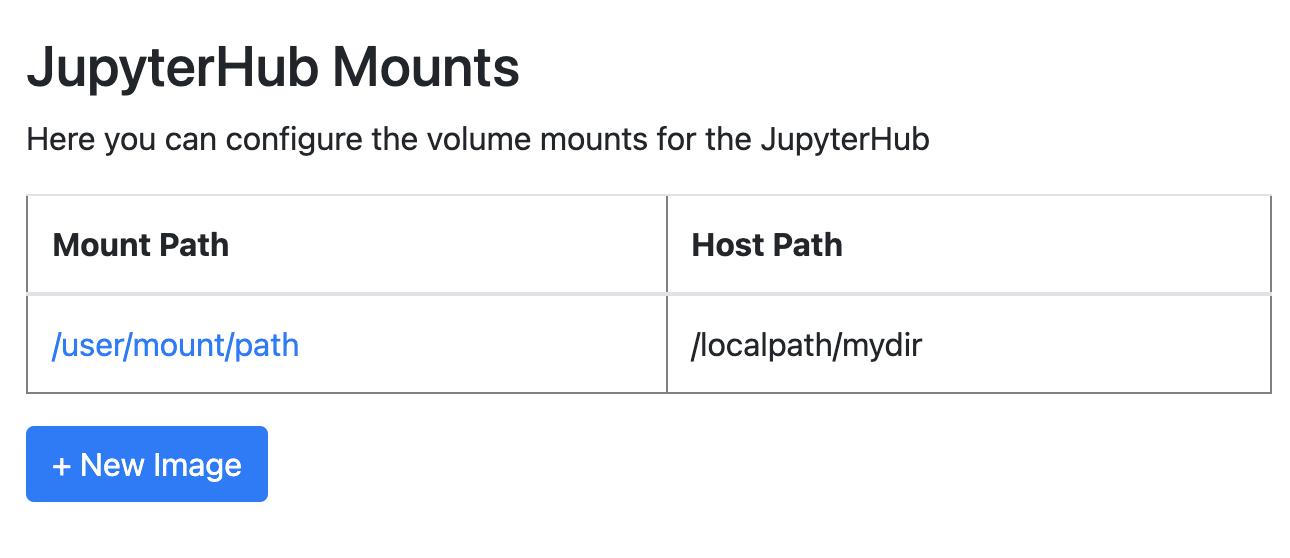 JupyterHub Mounts
Here you can configure the volume mounts for the JupyterHub
Mount Path Host Path
/user/mount/path /localpath/mydir
+ New Image